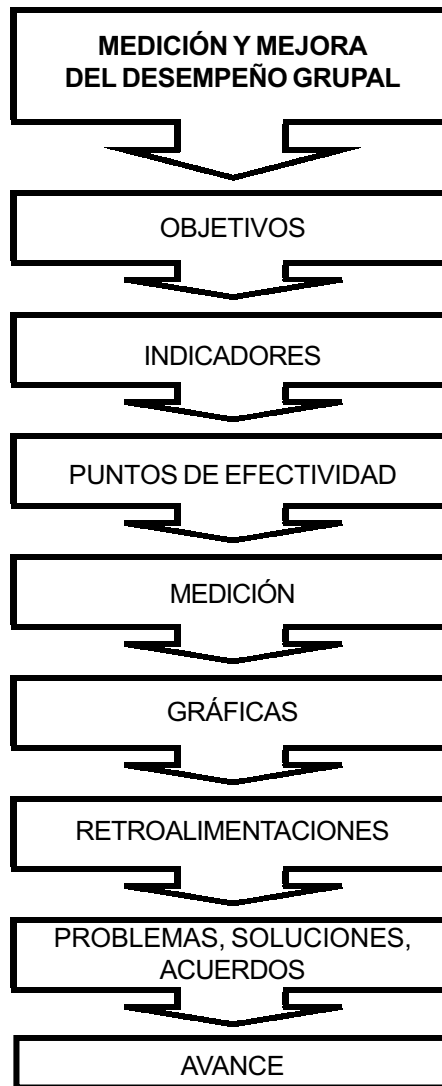 MEDICIÓN Y MEJORA
DEL DESEMPEÑO GRUPAL
OBJETIVOS
INDICADORES
PUNTOS DE EFECTIVIDAD
MEDICIÓN
GRÁFICAS
RETROALIMENTACIONES
PROBLEMAS, SOLUCIONES,
ACUERDOS
AVANCE